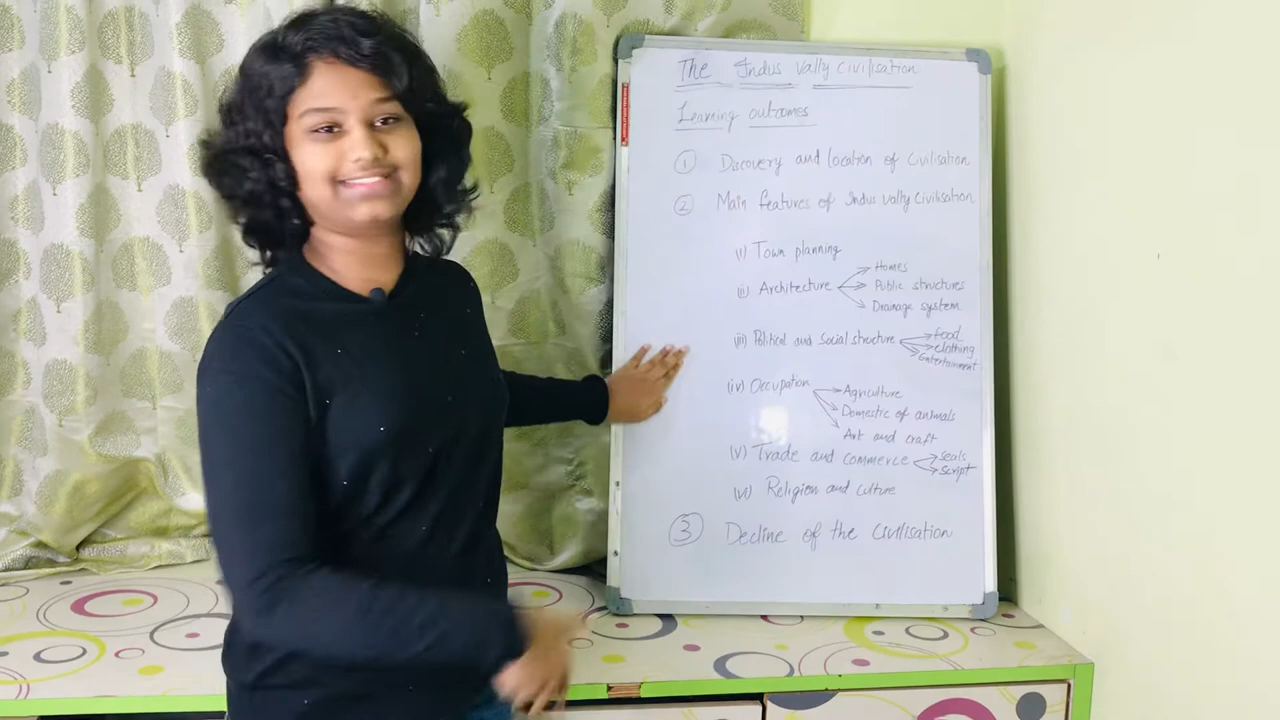 The Indus Vally Civilisation
Learning outcomes
1 Discovery and location of Civilisation
2 Main features of Indus Vally Civilisation
(i) Town planning
(ii) Architecture
Homes
Public structures
Drainage system
(iii) Political and Social structure
Food
Clothing
Entertainment
(iv) Occupation
Agriculture
Domestic of animals
Art and craft
(v) Trade and commerce
Seals
Script
(vi) Religion and culture
3 Decline of the Civilisation